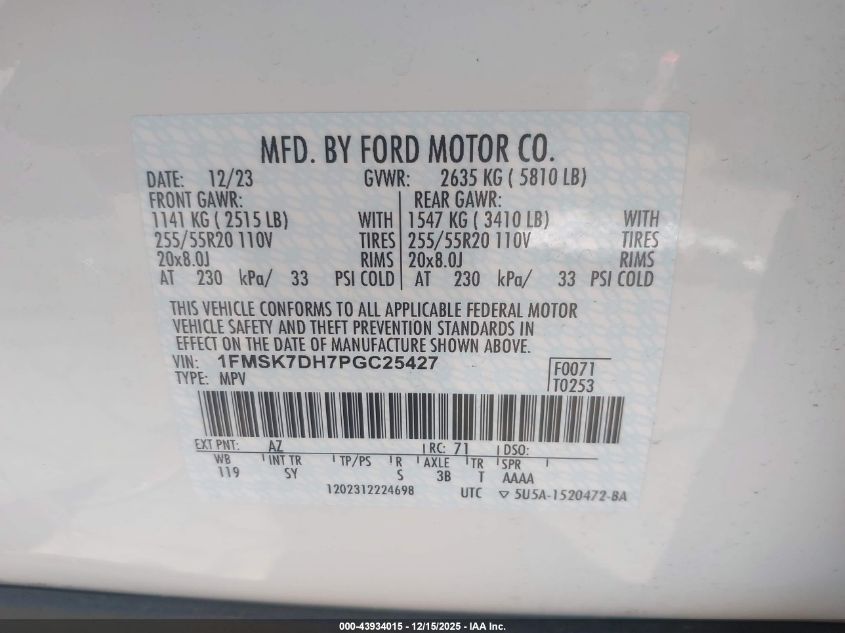 MFD. BY FORD MOTOR CO.
DATE: 12/23 GVWR: 2635 KG ( 5810 LB)
FRONT GAWR: REAR GAWR:
1141 KG ( 2515 LB) WITH 1547 KG ( 3410 LB) WITH
255/55R20 110V TIRES 255/55R20 110V TIRES
20x8.0J RIMS 20x8.0J RIMS
AT 230 kPa/ 33 PSI COLD AT 230 kPa/ 33 PSI COLD
THIS VEHICLE CONFORMS TO ALL APPLICABLE FEDERAL MOTOR
VEHICLE SAFETY AND THEFT PREVENTION STANDARDS IN
EFFECT ON THE DATE OF MANUFACTURE SHOWN ABOVE.
VIN: 1FMSK7DH7PGC25427
TYPE: MPV
F0071
T0253
EXT PNT: AZ RC: 71 DSO:
WB INT TR TP/PS R AXLE TR SPR
119 SY S 3B T AAAA
1202312224698 UTC ▽ 5U5A-1520472-BA
000-43934015 - 12/15/2025 - IAA Inc.